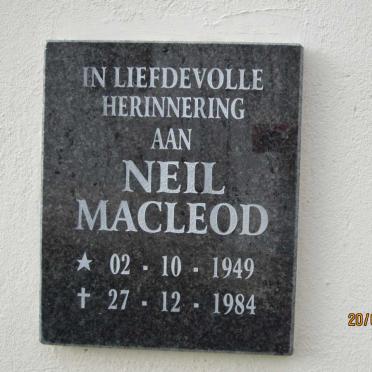 IN LIEFDEVOLLE
HERINNERING
AAN
NEIL
MACLEOD
★ 02 - 10 - 1949
✝ 27 - 12 - 1984